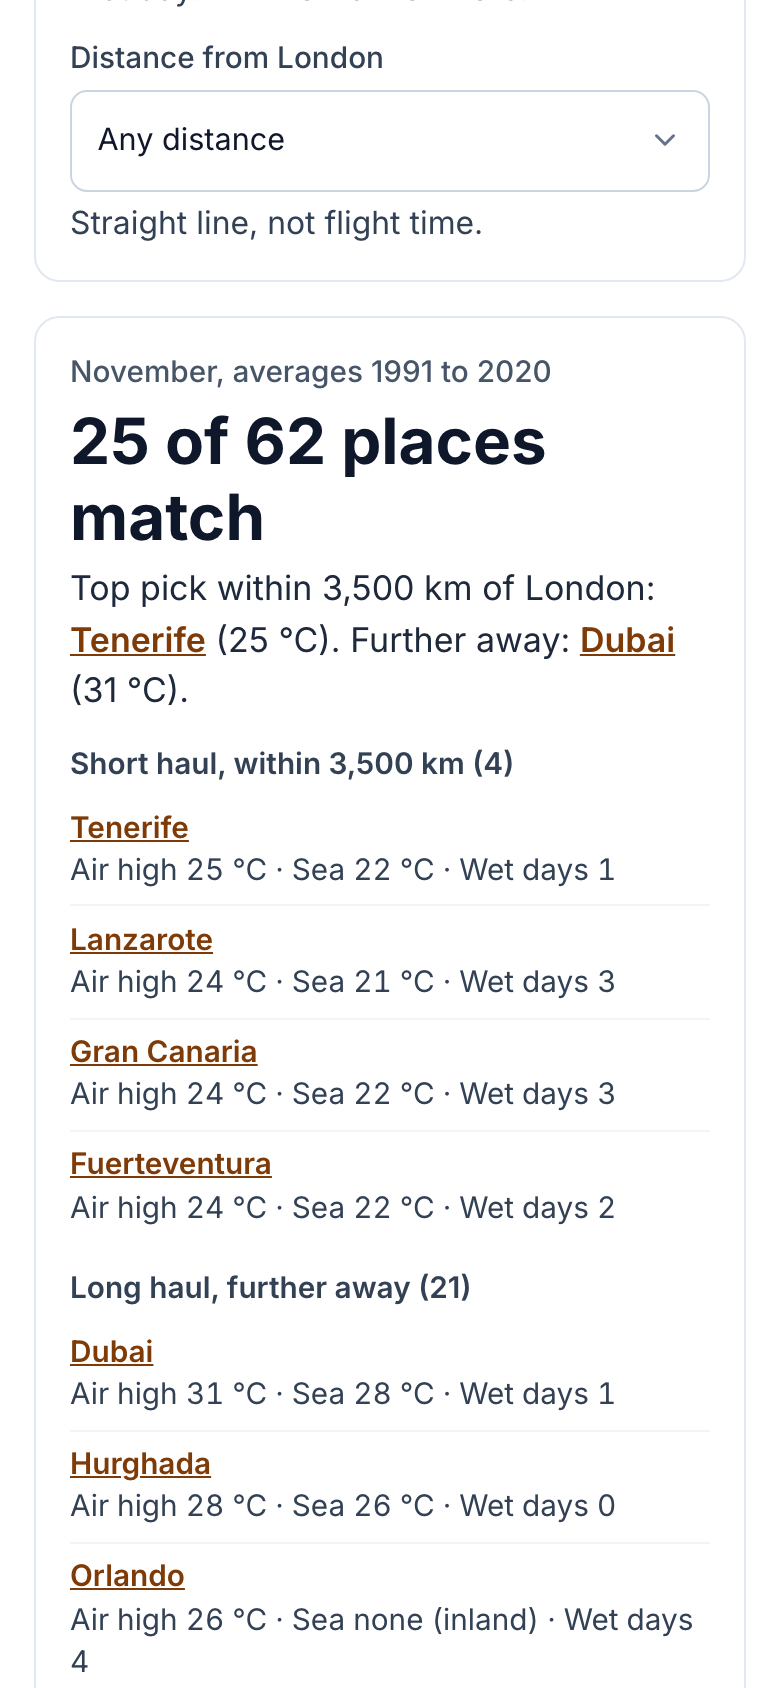 Distance from London
Any distance
Straight line, not flight time.
November, averages 1991 to 2020
25 of 62 places
match
Top pick within 3,500 km of London:
Tenerife (25 °C). Further away: Dubai
(31 °C).
Short haul, within 3,500 km (4)
Tenerife
Air high 25 °C · Sea 22 °C · Wet days 1
Lanzarote
Air high 24 °C · Sea 21 °C · Wet days 3
Gran Canaria
Air high 24 °C · Sea 22 °C · Wet days 3
Fuerteventura
Air high 24 °C · Sea 22 °C · Wet days 2
Long haul, further away (21)
Dubai
Air high 31 °C · Sea 28 °C · Wet days 1
Hurghada
Air high 28 °C · Sea 26 °C · Wet days 0
Orlando
Air high 26 °C · Sea none (inland) · Wet days
4